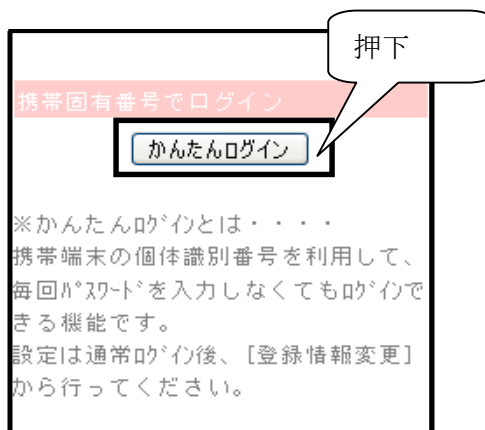 押下
携帯固有番号でログイン
かんたんログイン
※かんたんﾛｸﾞｲﾝとは・・・・
携帯端末の個体識別番号を利用して、
毎回ﾊﾟｽﾜｰﾄﾞを入力しなくてもﾛｸﾞｲﾝで
きる機能です。
設定は通常ﾛｸﾞｲﾝ後、[登録情報変更]
から行ってください。